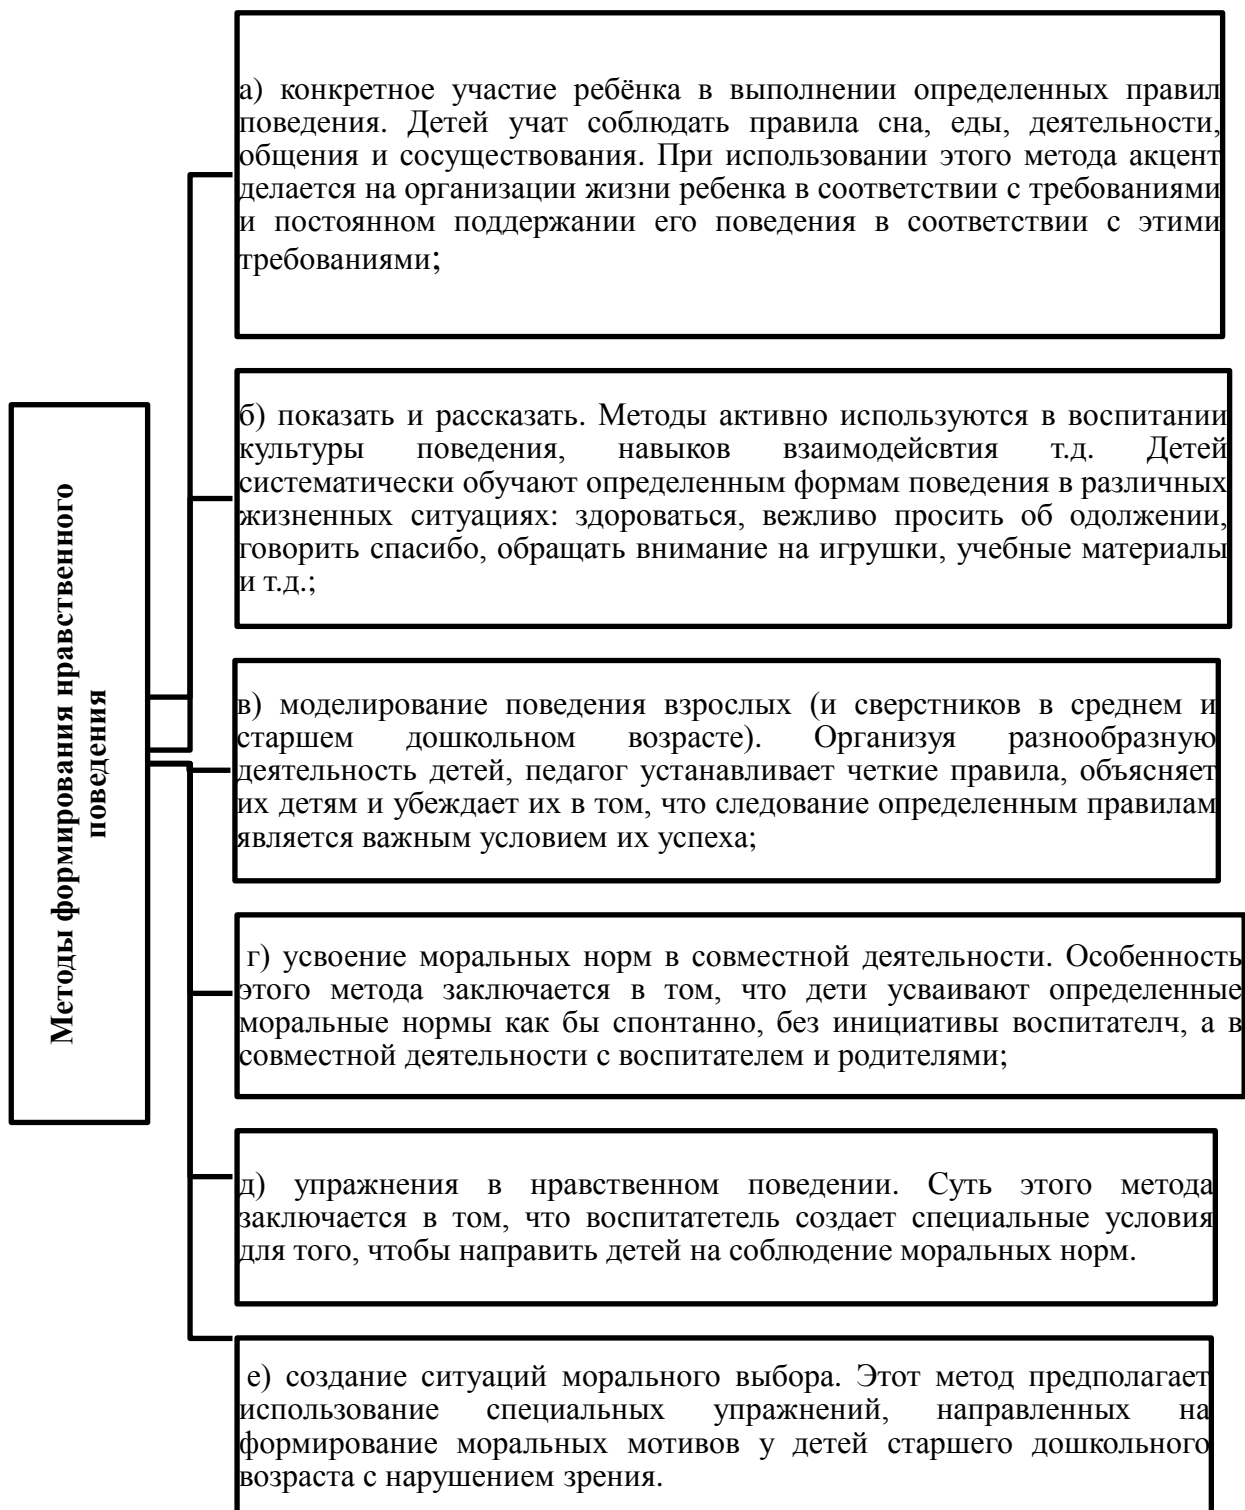 Методы формирования нравственного
поведения
а) конкретное участие ребёнка в выполнении определенных правил
поведения. Детей учат соблюдать правила сна, еды, деятельности,
общения и сосуществования. При использовании этого метода акцент
делается на организации жизни ребенка в соответствии с требованиями
и постоянном поддержании его поведения в соответствии с этими
требованиями;
б) показать и рассказать. Методы активно используются в воспитании
культуры поведения, навыков взаимодейсвтия т.д. Детей
систематически обучают определенным формам поведения в различных
жизненных ситуациях: здороваться, вежливо просить об одолжении,
говорить спасибо, обращать внимание на игрушки, учебные материалы
и т.д.;
в) моделирование поведения взрослых (и сверстников в среднем и
старшем дошкольном возрасте). Организуя разнообразную
деятельность детей, педагог устанавливает четкие правила, объясняет
их детям и убеждает их в том, что следование определенным правилам
является важным условием их успеха;
г) усвоение моральных норм в совместной деятельности. Особенность
этого метода заключается в том, что дети усваивают определенные
моральные нормы как бы спонтанно, без инициативы воспитателч, а в
совместной деятельности с воспитателем и родителями;
д) упражнения в нравственном поведении. Суть этого метода
заключается в том, что воспитатетель создает специальные условия
для того, чтобы направить детей на соблюдение моральных норм.
е) создание ситуаций морального выбора. Этот метод предполагает
использование специальных упражнений, направленных на
формирование моральных мотивов у детей старшего дошкольного
возраста с нарушением зрения.